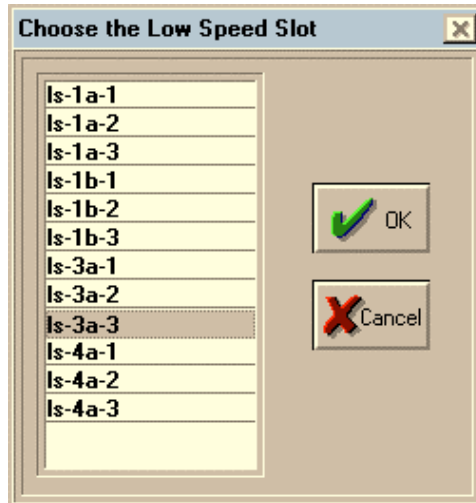 Choose the Low Speed Slot
ls-1a-1
ls-1a-2
ls-1a-3
ls-1b-1
ls-1b-2
ls-1b-3
ls-3a-1
ls-3a-2
ls-3a-3
ls-4a-1
ls-4a-2
ls-4a-3
OK
Cancel